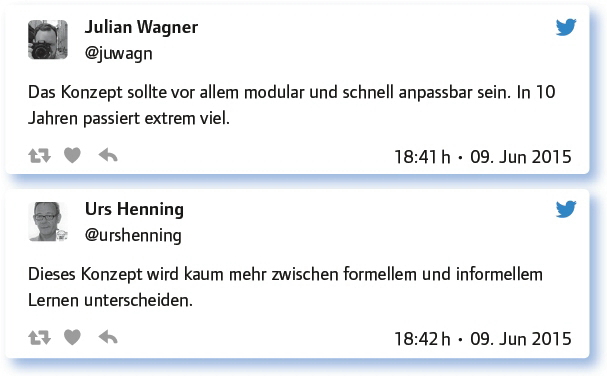 Julian Wagner
@juwagn
Das Konzept sollte vor allem modular und schnell anpassbar sein. In 10
Jahren passiert extrem viel.
18:41 h • 09. Jun 2015
Urs Henning
@urshenning
Dieses Konzept wird kaum mehr zwischen formellem und informellem
Lernen unterscheiden.
18:42 h • 09. Jun 2015